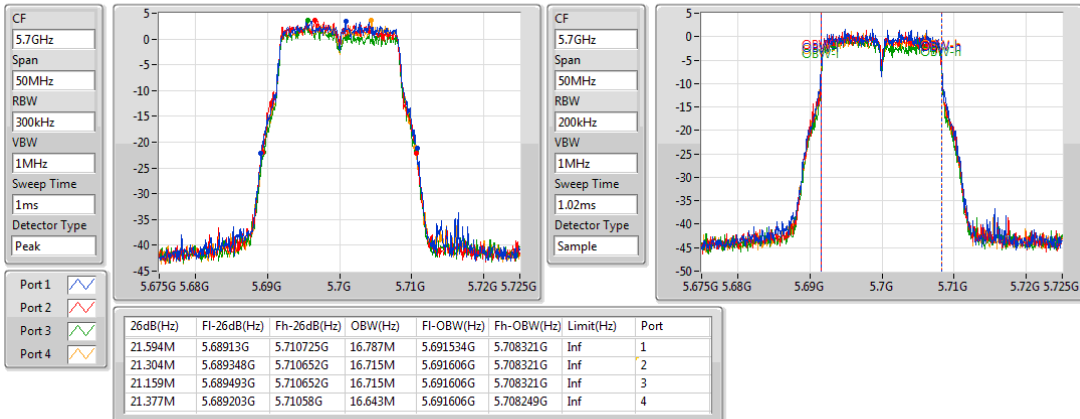 CF
5.7GHz
Span
50MHz
RBW
300kHz
VBW
1MHz
Sweep Time
1ms
Detector Type
Peak
5
0
-5
-10
-15
-20
-25
-30
-35
-40
-45
5.675G 5.68G 5.69G 5.7G 5.71G 5.72G 5.725G
CF
5.7GHz
Span
50MHz
RBW
200kHz
VBW
1MHz
Sweep Time
1.02ms
Detector Type
Sample
5
0
-5
-10
-15
-20
-25
-30
-35
-40
-45
-50
5.675G 5.68G 5.69G 5.7G 5.71G 5.72G 5.725G
Port 1
Port 2
Port 3
Port 4
26dB(Hz) Fl-26dB(Hz) Fh-26dB(Hz) OBW(Hz) Fl-OBW(Hz) Fh-OBW(Hz) Limit(Hz) Port
21.594M 5.68913G 5.710725G 16.787M 5.691534G 5.708321G Inf 1
21.304M 5.689348G 5.710652G 16.715M 5.691606G 5.708321G Inf 2
21.159M 5.689493G 5.710652G 16.715M 5.691606G 5.708321G Inf 3
21.377M 5.689203G 5.71058G 16.643M 5.691606G 5.708249G Inf 4